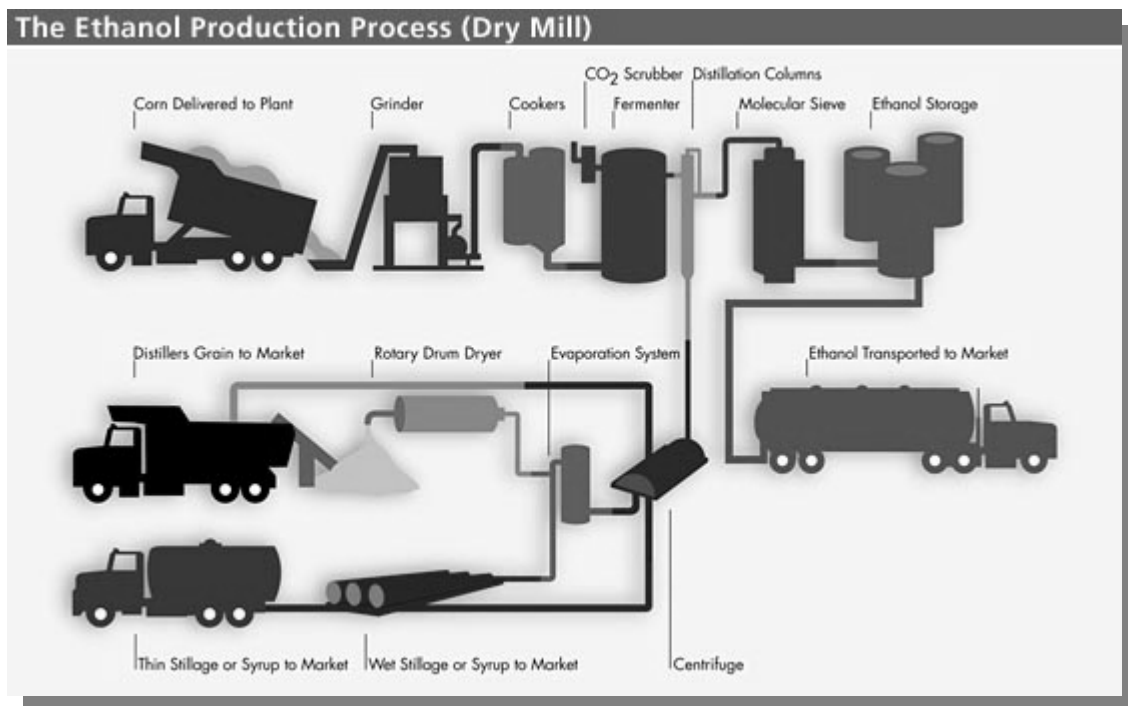 The Ethanol Production Process (Dry Mill)
CO2 Scrubber
Distillation Columns
Corn Delivered to Plant
Grinder
Cookers
Fermenter
Molecular Sieve
Ethanol Storage
Distillers Grain to Market
Rotary Drum Dryer
Evaporation System
Ethanol Transported to Market
Thin Stillage or Syrup to Market
Wet Stillage or Syrup to Market
Centrifuge